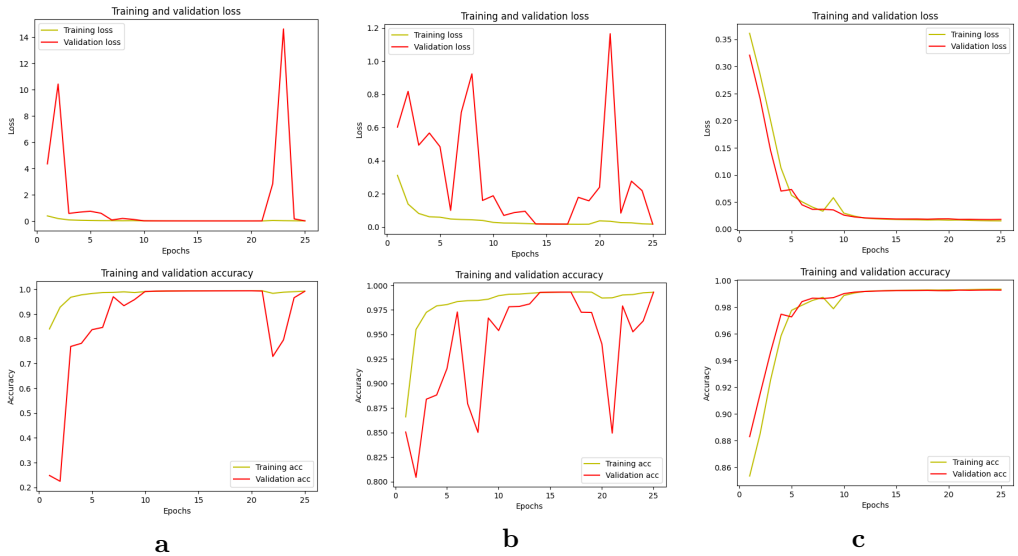 Training and validation loss
14
12
10
8
6
4
2
0
Loss
Training loss
Validation loss
0
5
10
15
20
25
Epochs
Training and validation accuracy
1.0
0.9
0.8
0.7
0.6
0.5
0.4
0.3
0.2
Accuracy
Training acc
Validation acc
0
5
10
15
20
25
Epochs
a
Training and validation loss
1.2
1.0
0.8
0.6
0.4
0.2
0.0
Loss
Training loss
Validation loss
0
5
10
15
20
25
Epochs
Training and validation accuracy
1.000
0.975
0.950
0.925
0.900
0.875
0.850
0.825
0.800
Accuracy
Training acc
Validation acc
0
5
10
15
20
25
Epochs
b
Training and validation loss
0.35
0.30
0.25
0.20
0.15
0.10
0.05
0.00
Loss
Training loss
Validation loss
0
5
10
15
20
25
Epochs
Training and validation accuracy
1.00
0.98
0.96
0.94
0.92
0.90
0.88
0.86
Accuracy
Training acc
Validation acc
0
5
10
15
20
25
Epochs
c